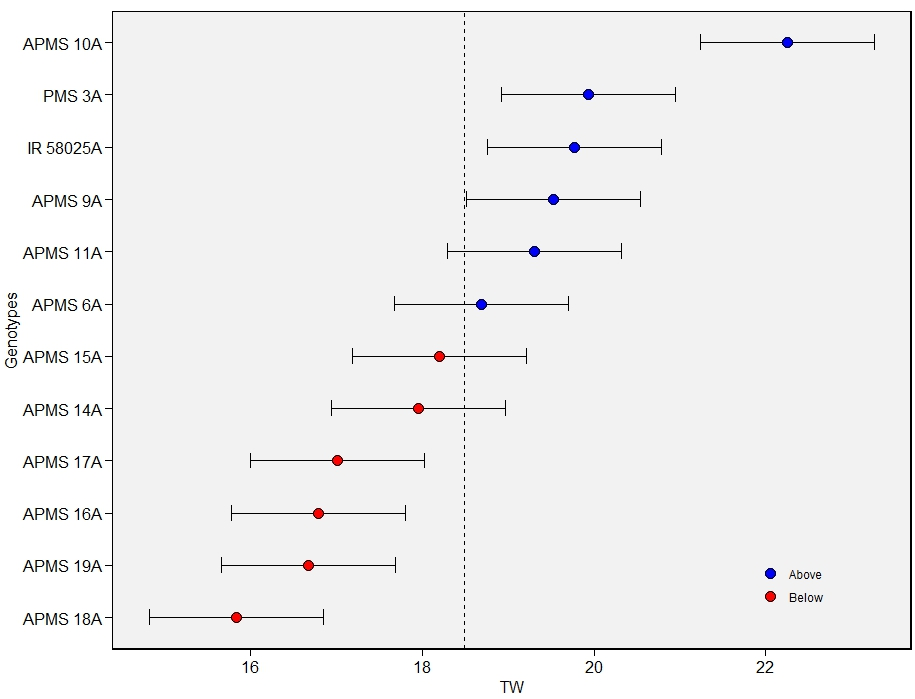 APMS 10A
PMS 3A
IR 58025A
APMS 9A
APMS 11A
APMS 6A
APMS 15A
APMS 14A
APMS 17A
APMS 16A
APMS 19A
APMS 18A
Genotypes
Above
Below
16 18 20 22
TW